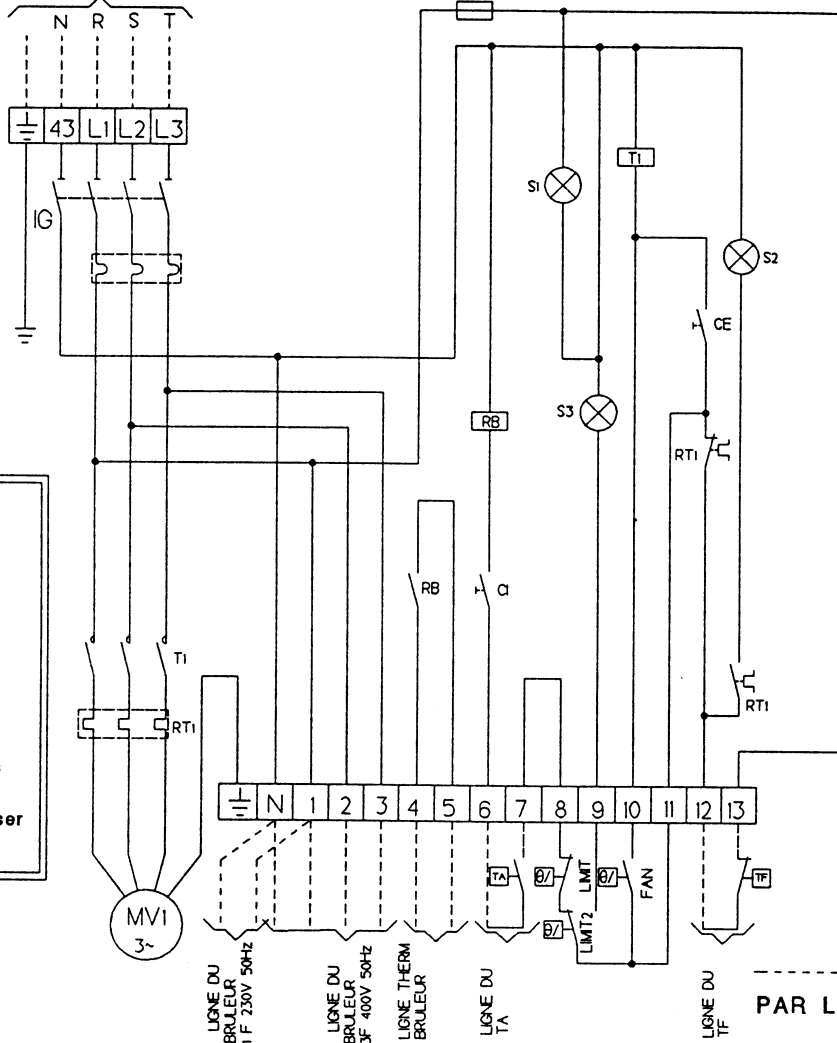 N R S T
43 L1 L2 L3
IG
S1
T1
S2
CE
RB
S3
RT1
RB
CI
T1
RT1
RT1
ser
N 1 2 3 4 5 6 7 8 9 10 11 12 13
MV1
3~
TA
θ/
LIMIT
θ/
FAN
θ/
LIMIT2
TF
LIGNE DU
BRULEUR
1 F 230V 50Hz
LIGNE DU
BRULEUR
3F 400V 50Hz
LIGNE THERM
BRULEUR
LIGNE DU
TA
LIGNE DU
TF
PAR L